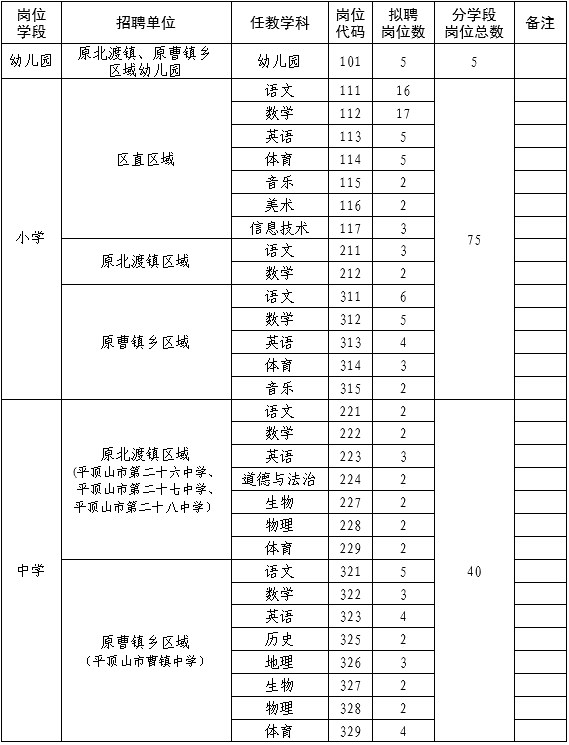 岗位学段 招聘单位 任教学科 岗位代码 拟聘岗位数 分学段岗位总数 备注
幼儿园 原北渡镇、原曹镇乡区域幼儿园 幼儿园 101 5 5
小学 区直区域 语文 111 16 75
数学 112 17
英语 113 5
体育 114 5
音乐 115 2
美术 116 2
信息技术 117 3
原北渡镇区域 语文 211 3
数学 212 2
原曹镇乡区域 语文 311 6
数学 312 5
英语 313 4
体育 314 3
音乐 315 2
中学 原北渡镇区域(平顶山市第二十六中学、平顶山市第二十七中学、平顶山市第二十八中学) 语文 221 2 40
数学 222 2
英语 223 3
道德与法治 224 2
生物 227 2
物理 228 2
体育 229 2
原曹镇乡区域(平顶山市曹镇中学) 语文 321 5
数学 322 3
英语 323 4
历史 325 2
地理 326 3
生物 327 2
物理 328 2
体育 329 4